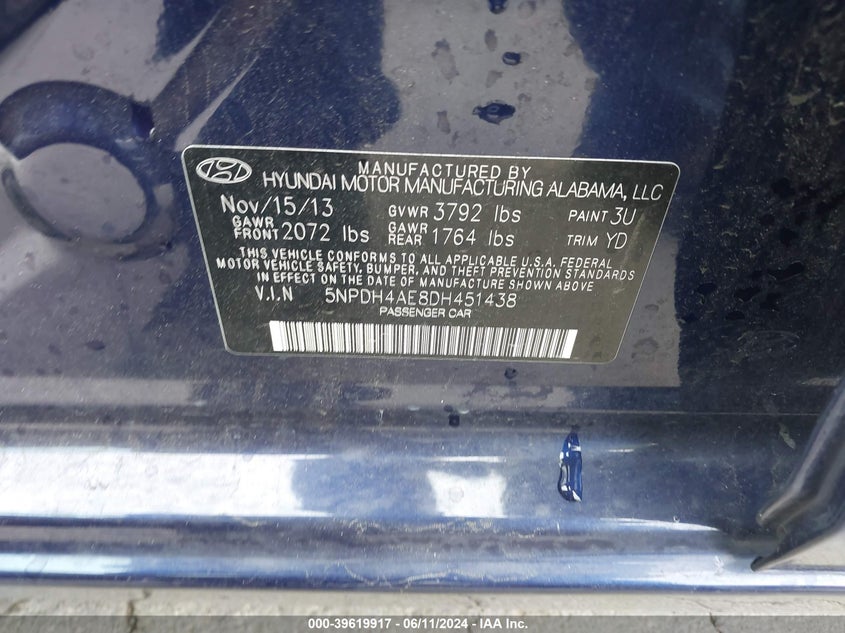 MANUFACTURED BY
HYUNDAI MOTOR MANUFACTURING ALABAMA, LLC
Nov/15/13 GVWR 3792 lbs PAINT 3U
GAWR FRONT 2072 lbs GAWR REAR 1764 lbs TRIM YD
THIS VEHICLE CONFORMS TO ALL APPLICABLE U.S.A. FEDERAL
MOTOR VEHICLE SAFETY, BUMPER, AND THEFT PREVENTION STANDARDS
IN EFFECT ON THE DATE OF MANUFACTURE SHOWN ABOVE.
V.I.N 5NPDH4AE8DH451438
PASSENGER CAR
000-39619917 - 06/11/2024 - IAA Inc.